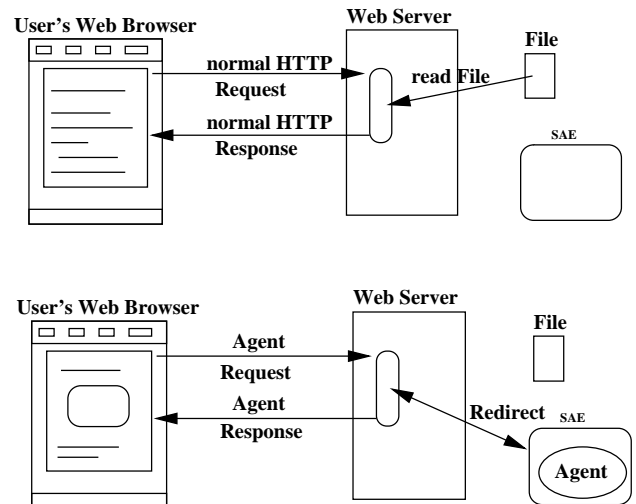 User's Web Browser
Web Server
File
normal HTTP
Request
read File
normal HTTP
Response
SAE
User's Web Browser
Web Server
File
Agent
Request
Agent
Response
Redirect
SAE
Agent